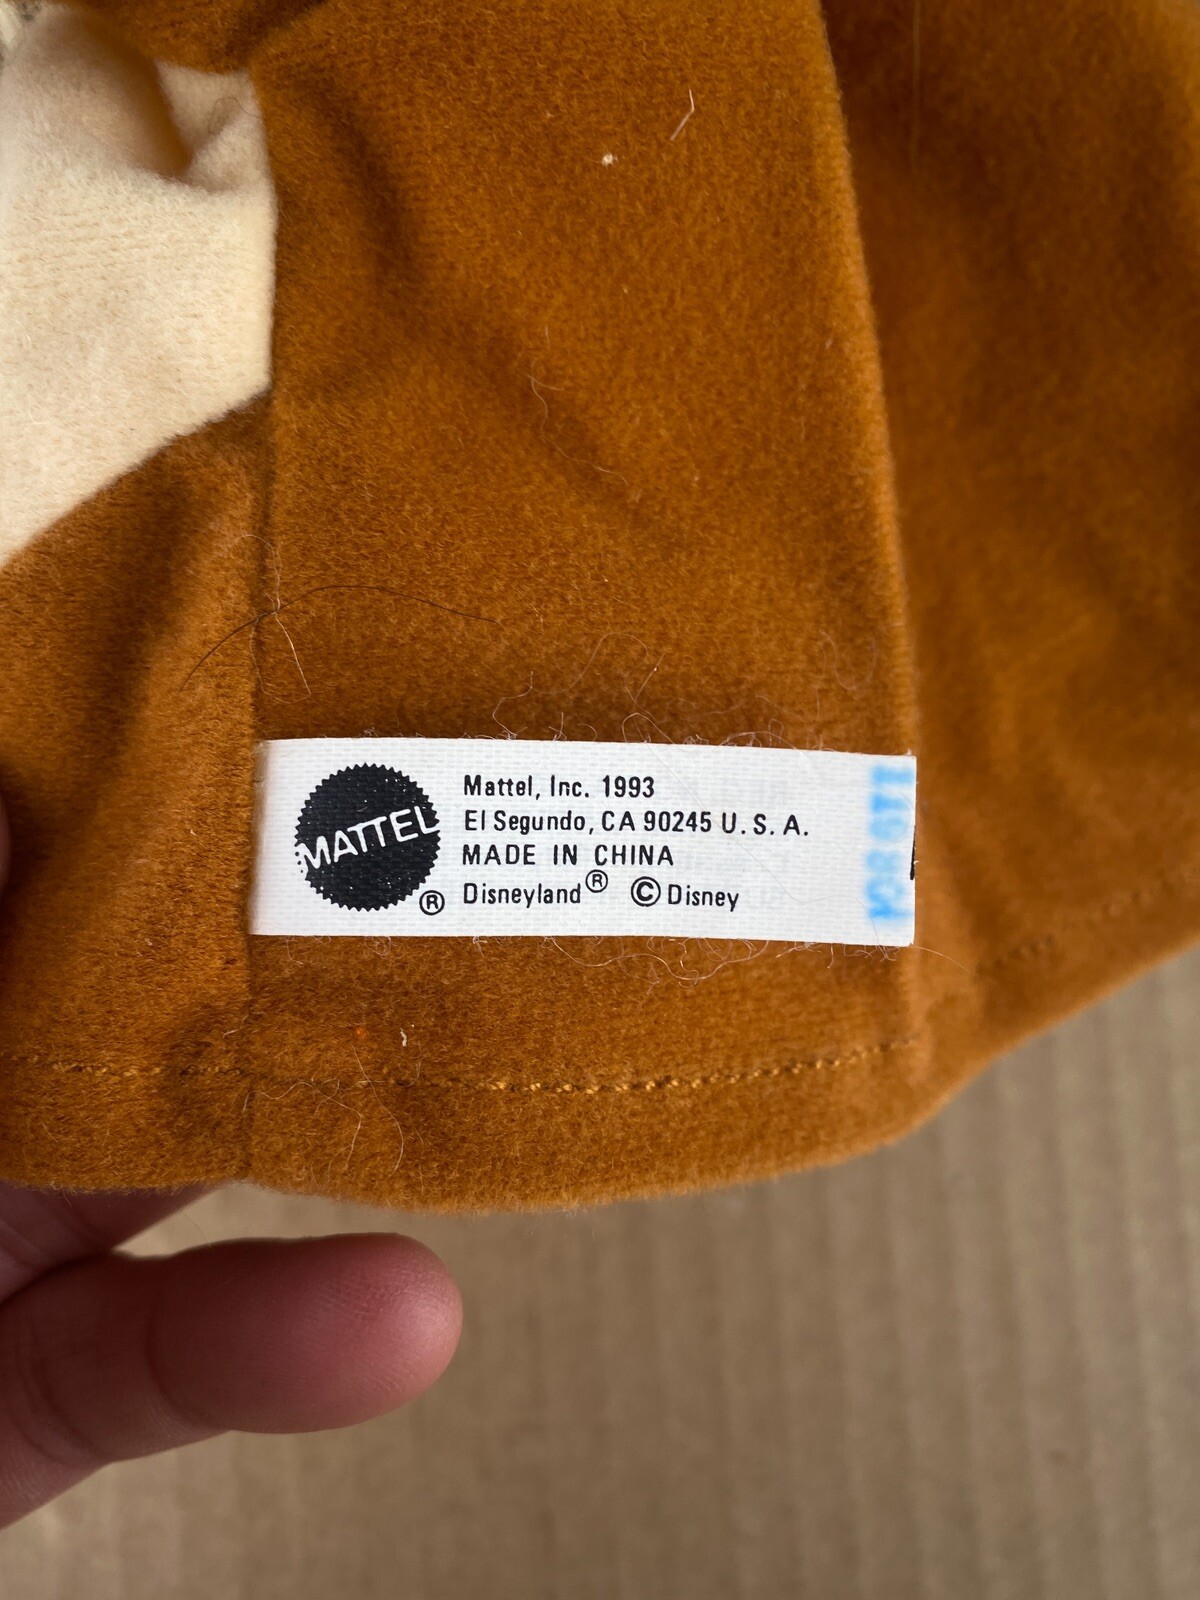 MATTEL ®
Mattel, Inc. 1993
El Segundo, CA 90245 U. S. A.
MADE IN CHINA
Disneyland® © Disney